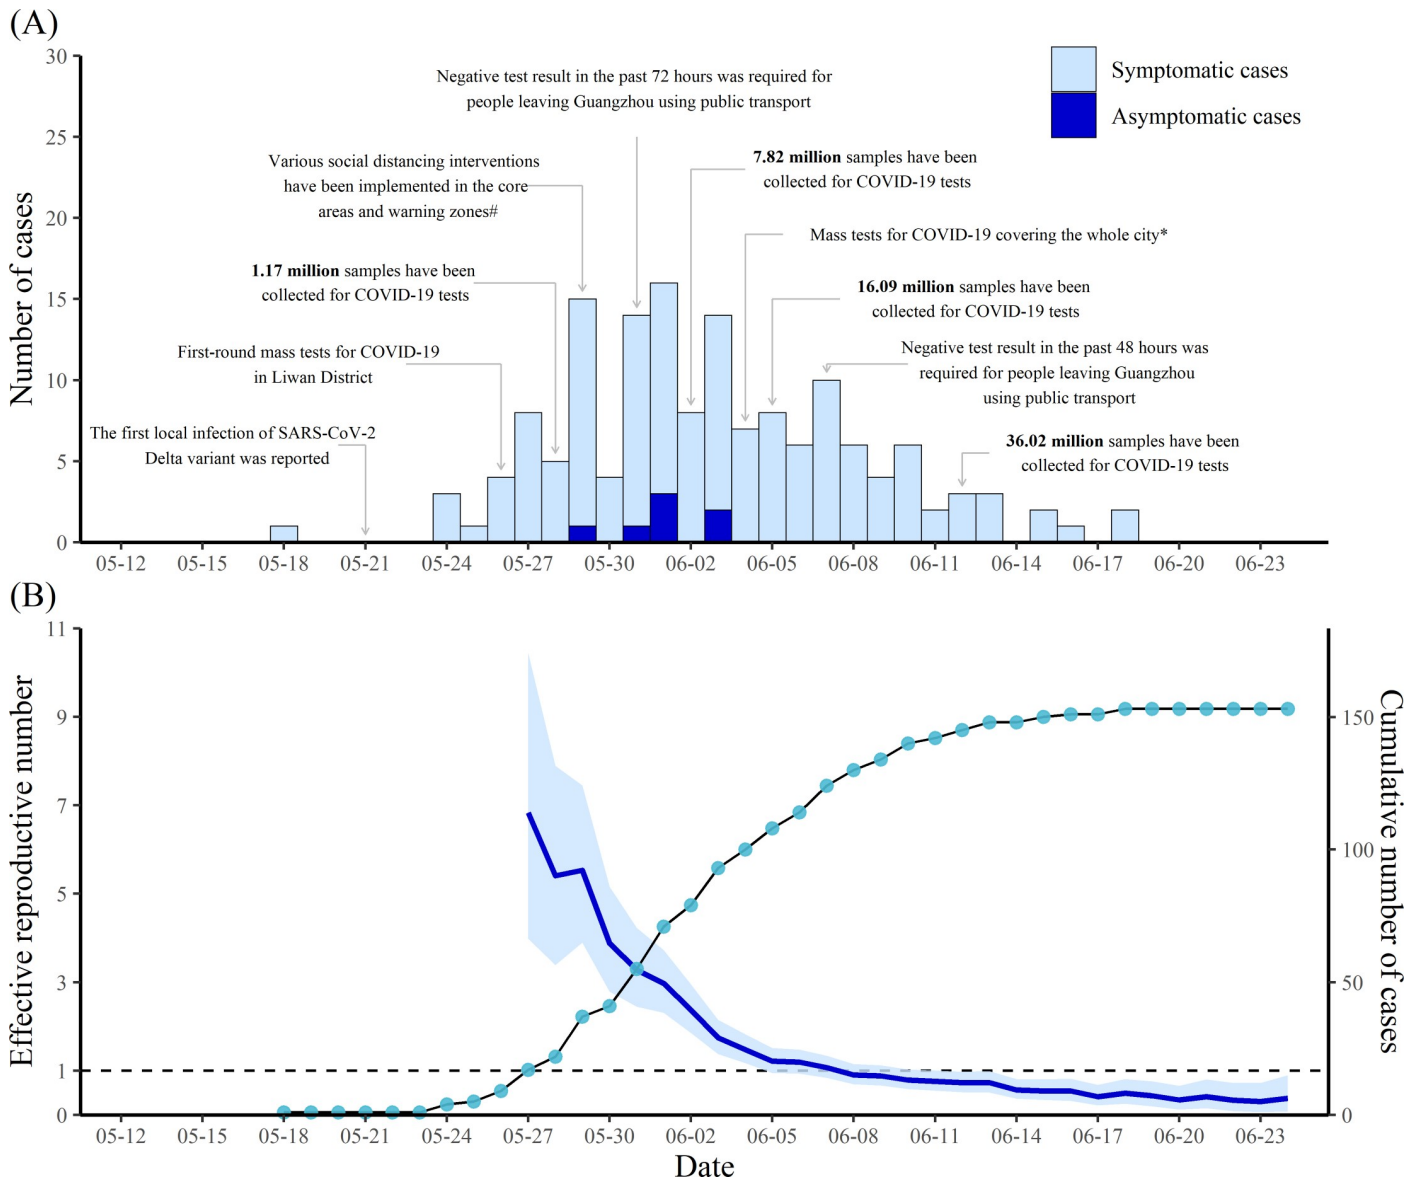 (A)
30
25
20
15
10
5
0
Number of cases
Symptomatic cases
Asymptomatic cases
Negative test result in the past 72 hours was required for
people leaving Guangzhou using public transport
Various social distancing interventions
have been implemented in the core
areas and warning zones#
7.82 million samples have been
collected for COVID-19 tests
Mass tests for COVID-19 covering the whole city*
1.17 million samples have been
collected for COVID-19 tests
16.09 million samples have been
collected for COVID-19 tests
First-round mass tests for COVID-19
in Liwan District
Negative test result in the past 48 hours was
required for people leaving Guangzhou
using public transport
The first local infection of SARS-CoV-2
Delta variant was reported
36.02 million samples have been
collected for COVID-19 tests
05-12 05-15 05-18 05-21 05-24 05-27 05-30 06-02 06-05 06-08 06-11 06-14 06-17 06-20 06-23
(B)
11
9
7
5
3
1
0
Effective reproductive number
150
100
50
0
Cumulative number of cases
05-12 05-15 05-18 05-21 05-24 05-27 05-30 06-02 06-05 06-08 06-11 06-14 06-17 06-20 06-23
Date